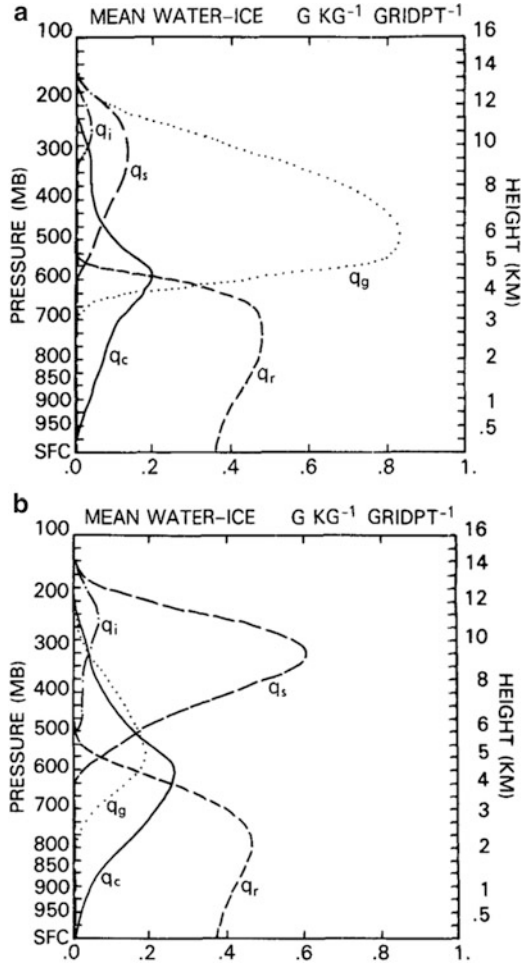 a
MEAN WATER-ICE G KG-1 GRIDPT-1
100
200
300
400
500
600
700
800
850
900
950
SFC
PRESSURE (MB)
qi
qs
qg
qc
qr
16
14
12
10
8
6
5
4
3
2
1
.5
HEIGHT (KM)
.0 .2 .4 .6 .8 1.
b
MEAN WATER-ICE G KG-1 GRIDPT-1
100
200
300
400
500
600
700
800
850
900
950
SFC
PRESSURE (MB)
qi
qs
qg
qc
qr
16
14
12
10
8
6
5
4
3
2
1
.5
HEIGHT (KM)
.0 .2 .4 .6 .8 1.